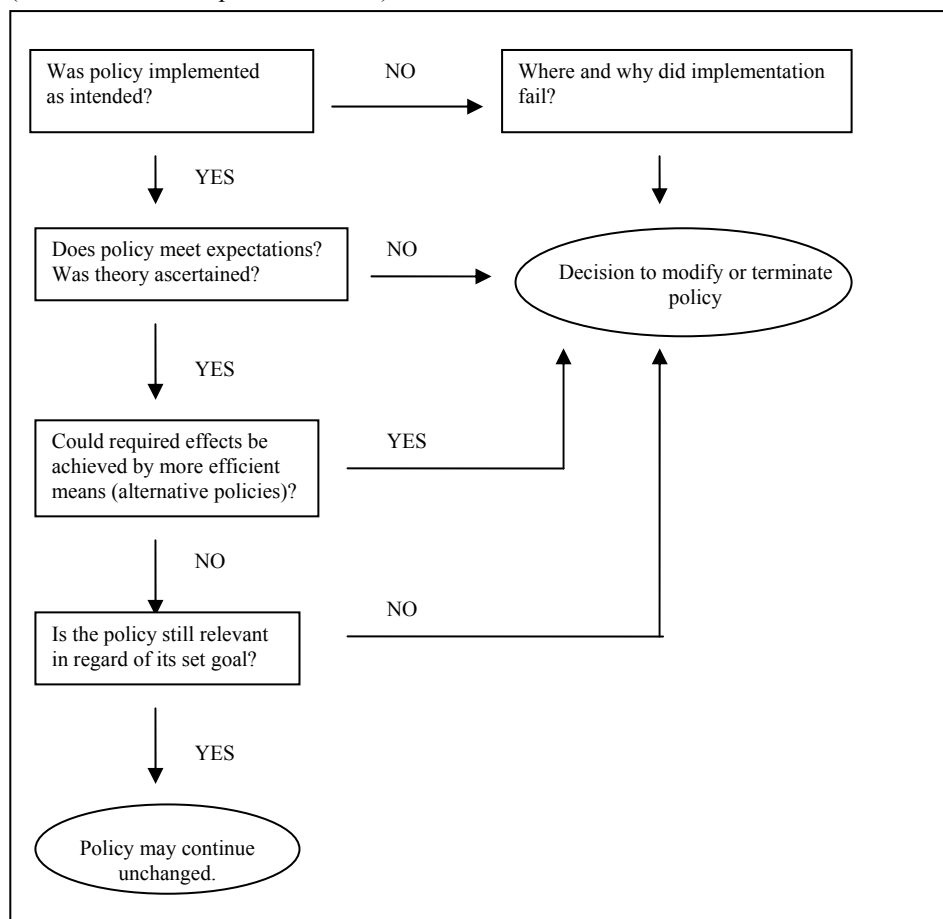 Was policy implemented
as intended?
NO
Where and why did implementation
fail?
YES
Does policy meet expectations?
Was theory ascertained?
NO
Decision to modify or terminate
policy
YES
Could required effects be
achieved by more efficient
means (alternative policies)?
YES
NO
Is the policy still relevant
in regard of its set goal?
NO
YES
Policy may continue
unchanged.